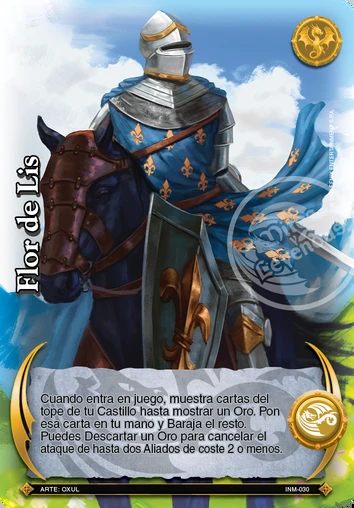 Flor de Lis
Mitos y Leyendas
Cuando entra en juego, muestra cartas del
tope de tu Castillo hasta mostrar un Oro. Pon
esa carta en tu mano y Baraja el resto.
Puedes Descartar un Oro para cancelar el
ataque de hasta dos Aliados de coste 2 o menos.
ARTE: OXUL
INM-030